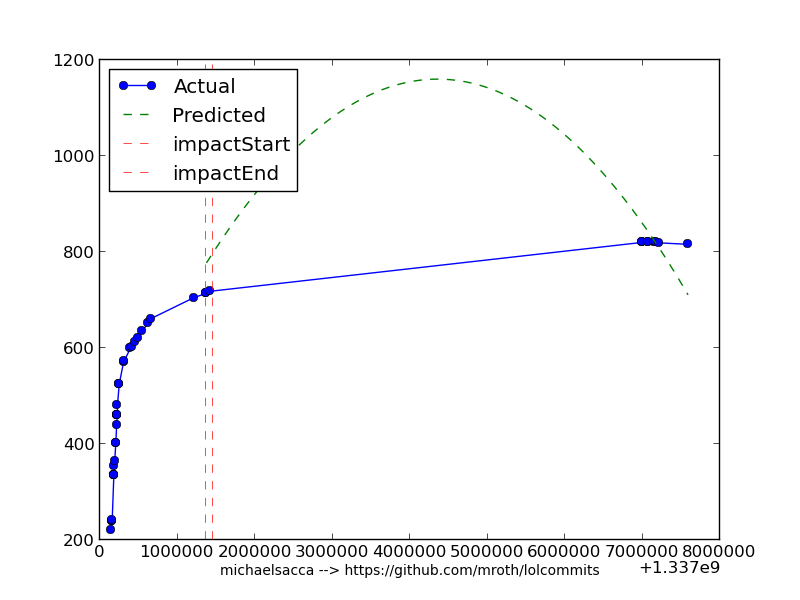 1200
1000
800
600
400
200
Actual
Predicted
impactStart
impactEnd
0 1000000 2000000 3000000 4000000 5000000 6000000 7000000 8000000
+1.337e9
michaelsacca --> https://github.com/mroth/lolcommits